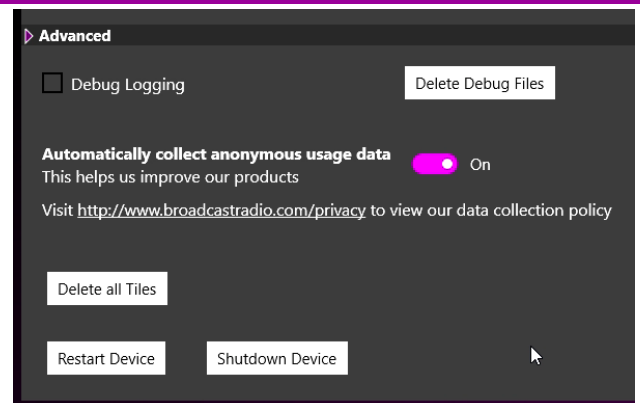 Advanced
Debug Logging
Delete Debug Files
Automatically collect anonymous usage data
On
This helps us improve our products
Visit http://www.broadcastradio.com/privacy to view our data collection policy
Delete all Tiles
Restart Device
Shutdown Device